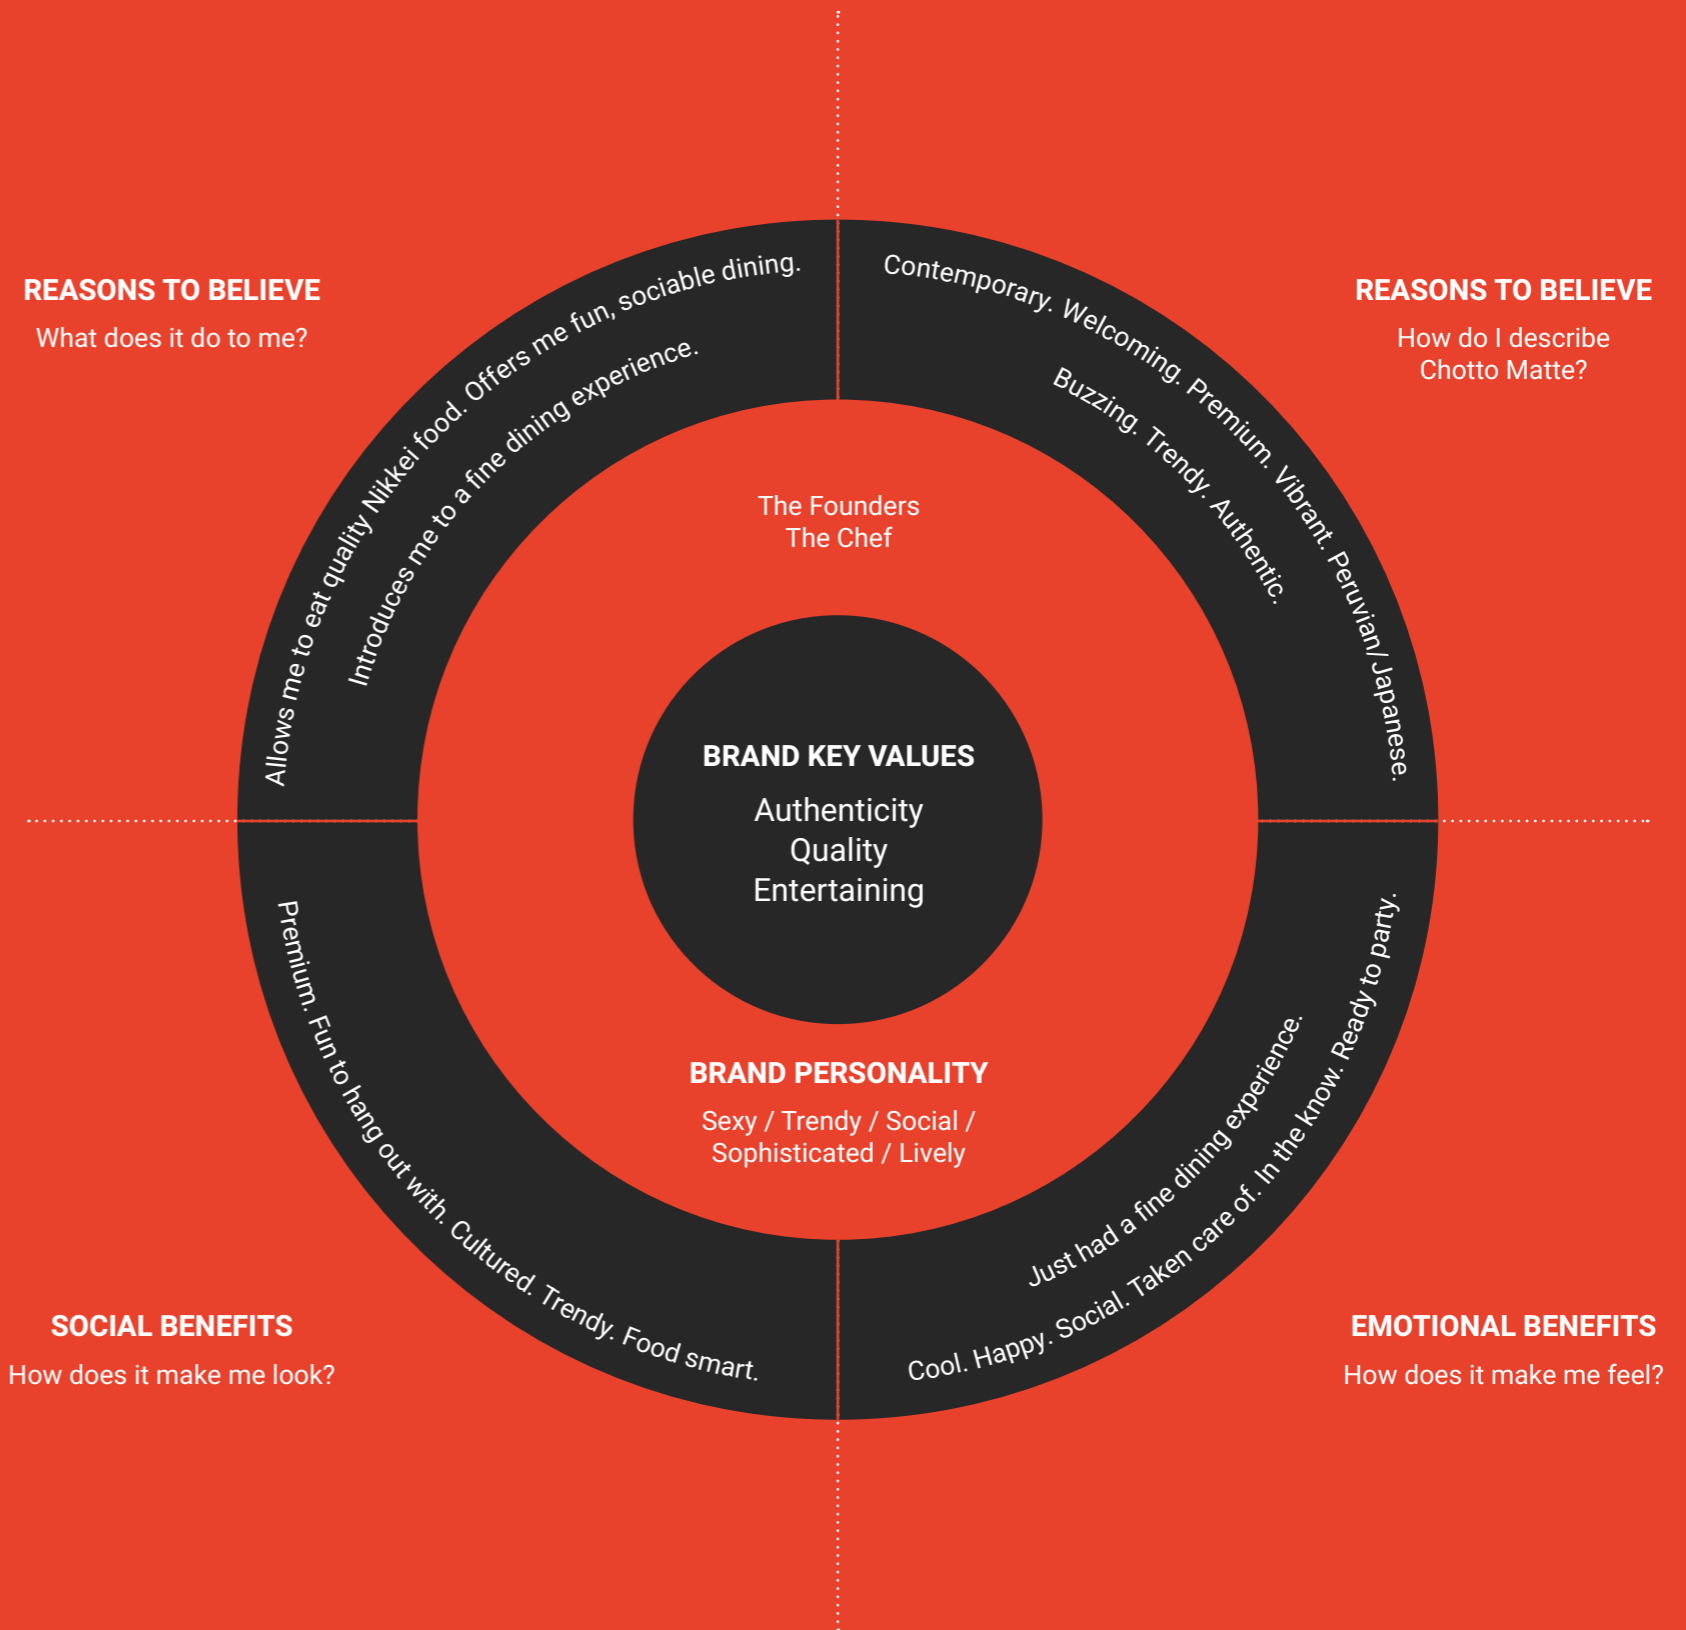 REASONS TO BELIEVE
What does it do to me?
Allows me to eat quality Nikkei food. Offers me fun, sociable dining.
Introduces me to a fine dining experience.
REASONS TO BELIEVE
How do I describe
Chotto Matte?
Contemporary. Welcoming. Premium. Vibrant. Peruvian/Japanese.
Buzzing. Trendy. Authentic.
The Founders
The Chef
BRAND KEY VALUES
Authenticity
Quality
Entertaining
BRAND PERSONALITY
Sexy / Trendy / Social /
Sophisticated / Lively
SOCIAL BENEFITS
How does it make me look?
Premium. Fun to hang out with. Cultured. Trendy. Food smart.
EMOTIONAL BENEFITS
How does it make me feel?
Just had a fine dining experience.
Cool. Happy. Social. Taken care of. In the know. Ready to party.